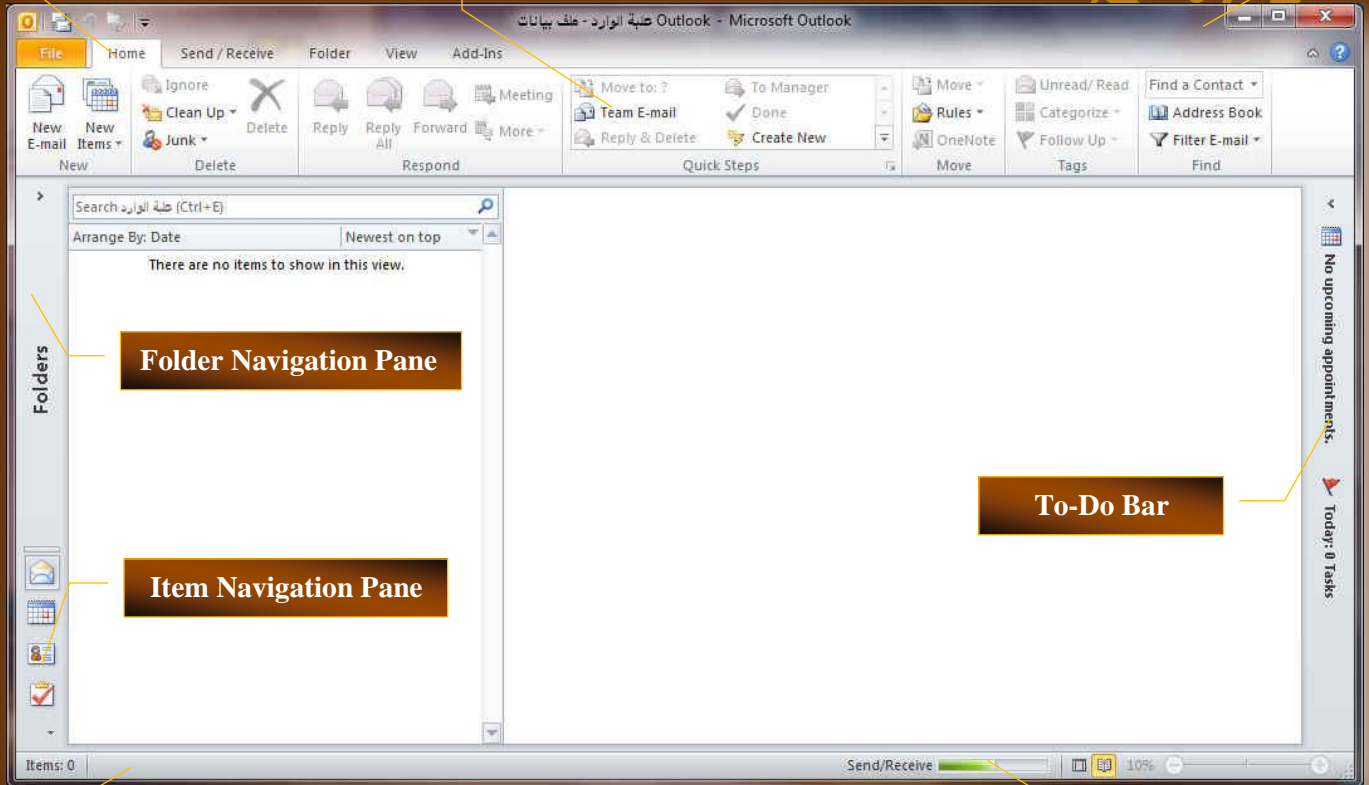 علبة الوارد - ملف بيانات Outlook - Microsoft Outlook
File Home Send / Receive Folder View Add-Ins
New E-mail
New Items
Ignore
Clean Up
Junk
Delete
Reply
Reply All
Forward
Meeting
More
Move to: ?
Team E-mail
Reply & Delete
To Manager
Done
Create New
Move
Rules
OneNote
Unread/ Read
Categorize
Follow Up
Find a Contact
Address Book
Filter E-mail
New Delete Respond Quick Steps Move Tags Find
Search علبة الوارد (Ctrl+E)
Arrange By: Date Newest on top
There are no items to show in this view.
Folders
Folder Navigation Pane
Item Navigation Pane
To-Do Bar
No upcoming appointments.
Today: 0 Tasks
Items: 0
Send/Receive
10%